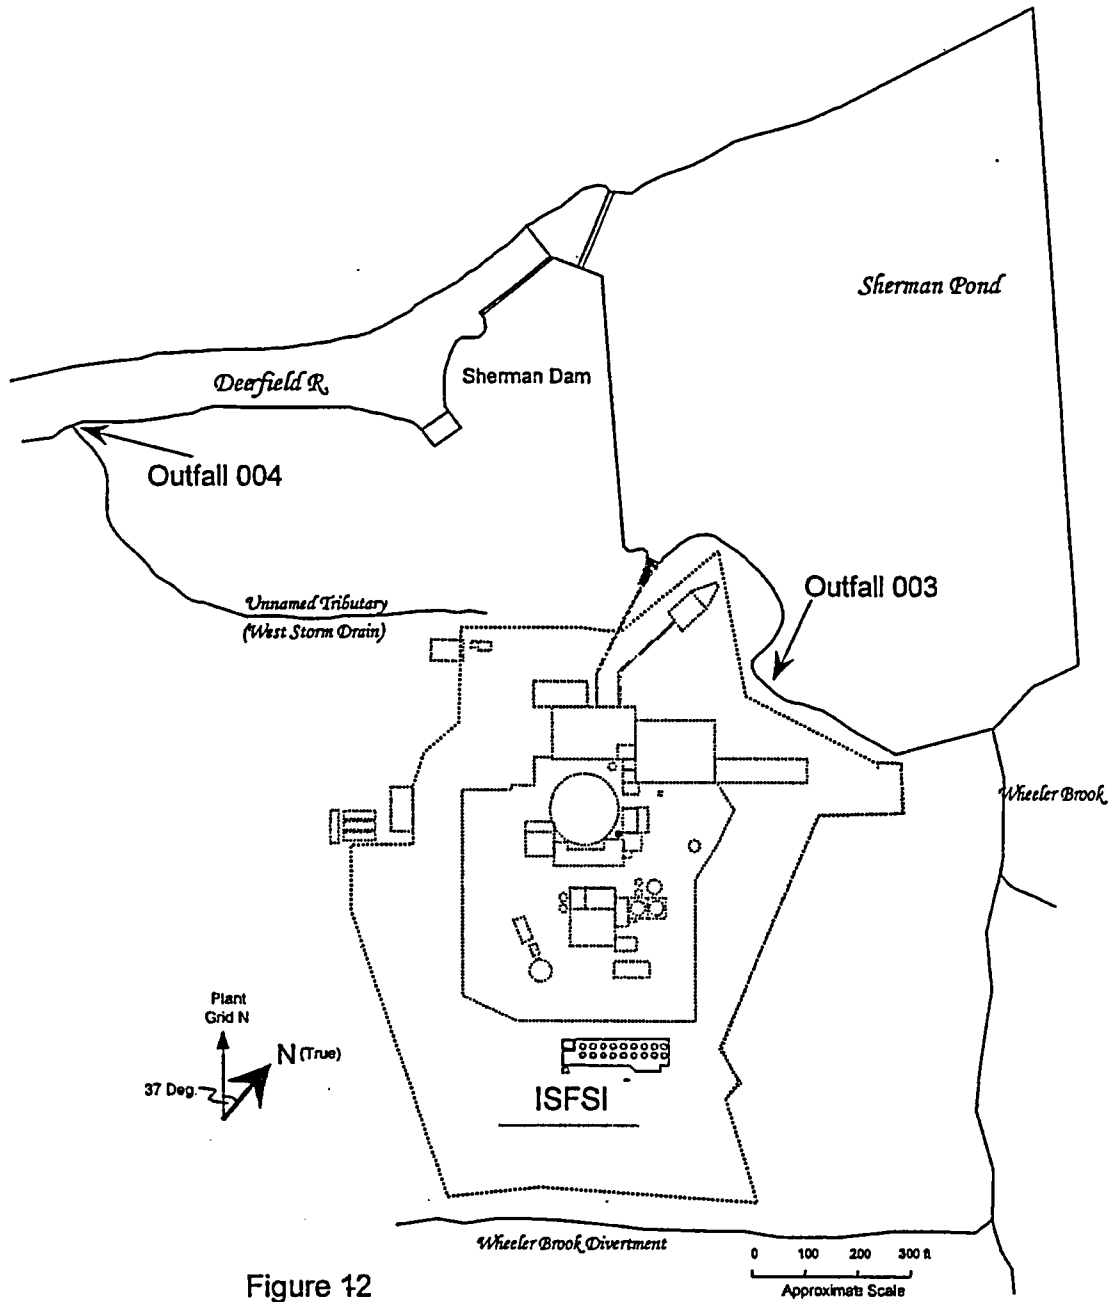 Sherman Pond
Sherman Dam
Deerfield R.
Outfall 004
Outfall 003
Unnamed Tributary
(West Storm Drain)
Wheeler Brook
Plant
Grid N
N (True)
37 Deg.
ISFSI
Wheeler Brook Divertment
0 100 200 300 ft
Approximate Scale
Figure 12